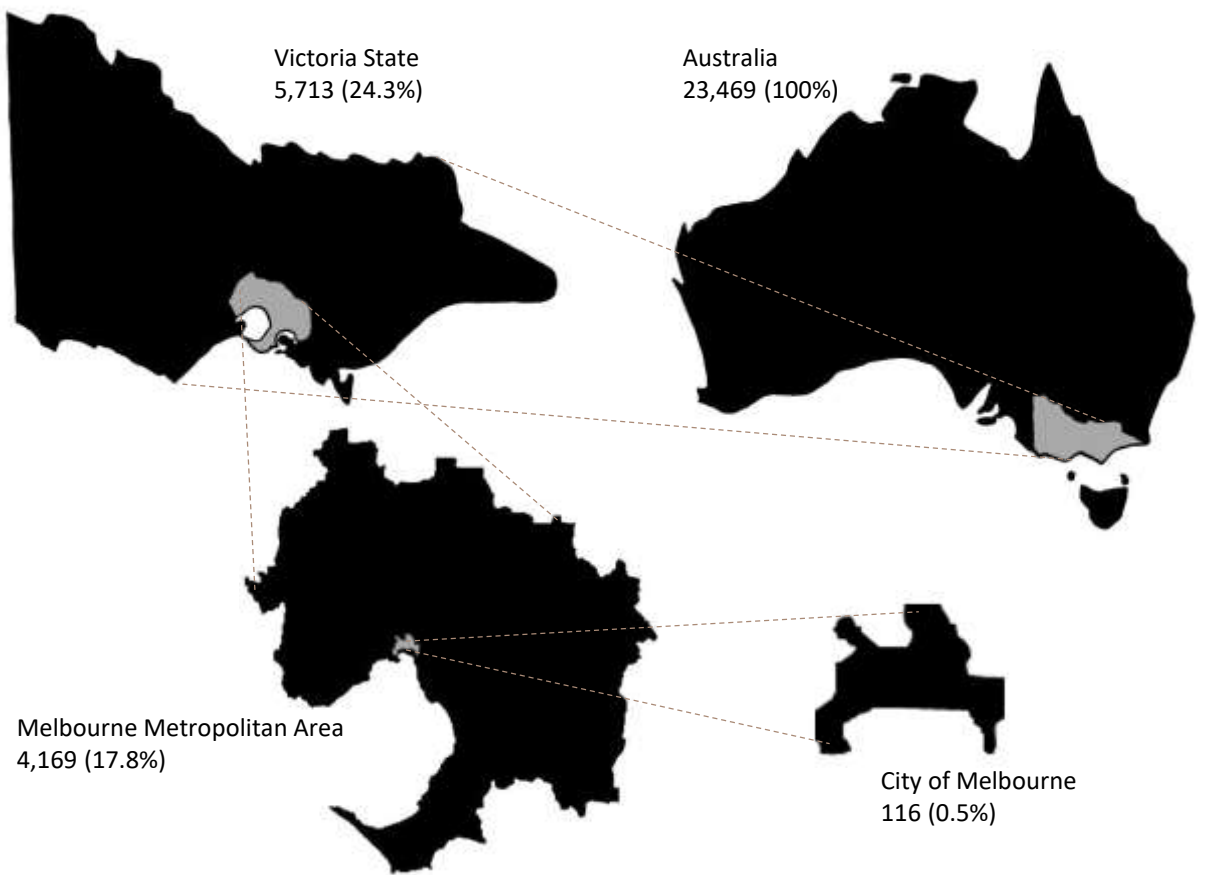 Victoria State
5,713 (24.3%)
Australia
23,469 (100%)
Melbourne Metropolitan Area
4,169 (17.8%)
City of Melbourne
116 (0.5%)